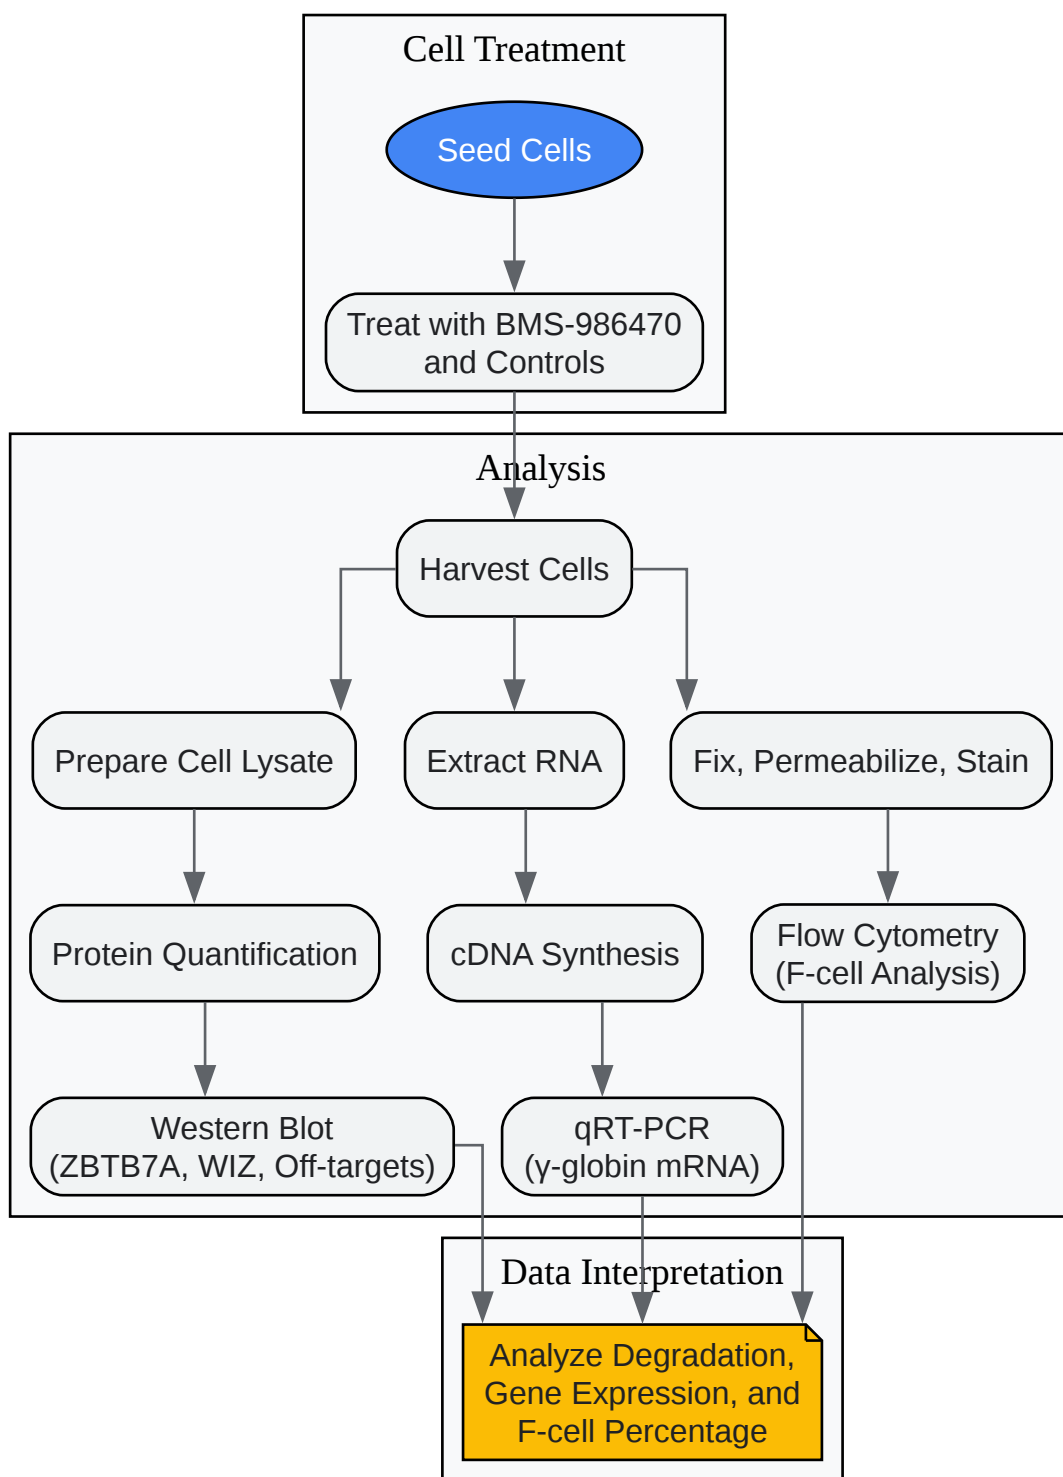 Cell Treatment
Seed Cells
Treat with BMS-986470
and Controls
Analysis
Harvest Cells
Prepare Cell Lysate
Extract RNA
Fix, Permeabilize, Stain
Protein Quantification
cDNA Synthesis
Flow Cytometry
(F-cell Analysis)
Western Blot
(ZBTB7A, WIZ, Off-targets)
qRT-PCR
(γ-globin mRNA)
Data Interpretation
Analyze Degradation,
Gene Expression, and
F-cell Percentage